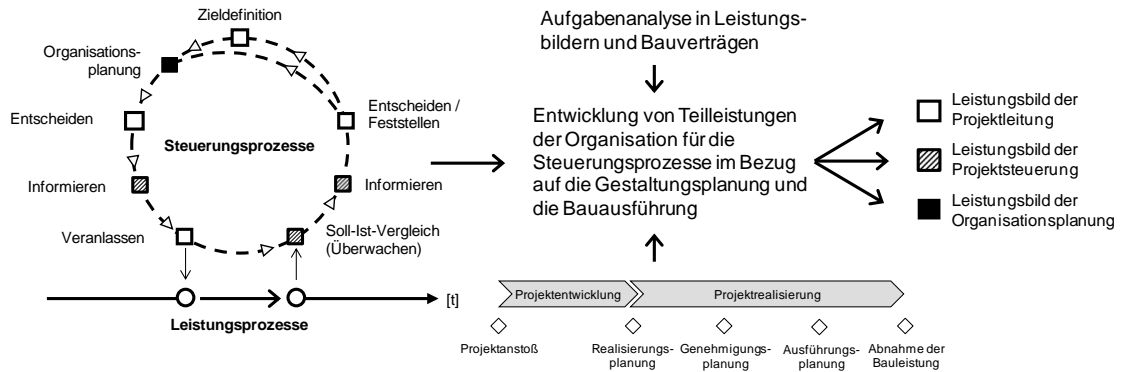 Zieldefinition
Organisations-
planung
Entscheiden
Steuerungsprozesse
Entscheiden /
Feststellen
Informieren
Informieren
Veranlassen
Soll-Ist-Vergleich
(Überwachen)
[t]
Leistungsprozesse
Aufgabenanalyse in Leistungs-
bildern und Bauverträgen
Entwicklung von Teilleistungen
der Organisation für die
Steuerungsprozesse im Bezug
auf die Gestaltungsplanung und
die Bauausführung
Leistungsbild der
Projektleitung
Leistungsbild der
Projektsteuerung
Leistungsbild der
Organisationsplanung
Projektentwicklung
Projektrealisierung
Projektanstoß
Realisierungs-
planung
Genehmigungs-
planung
Ausführungs-
planung
Abnahme der
Bauleistung